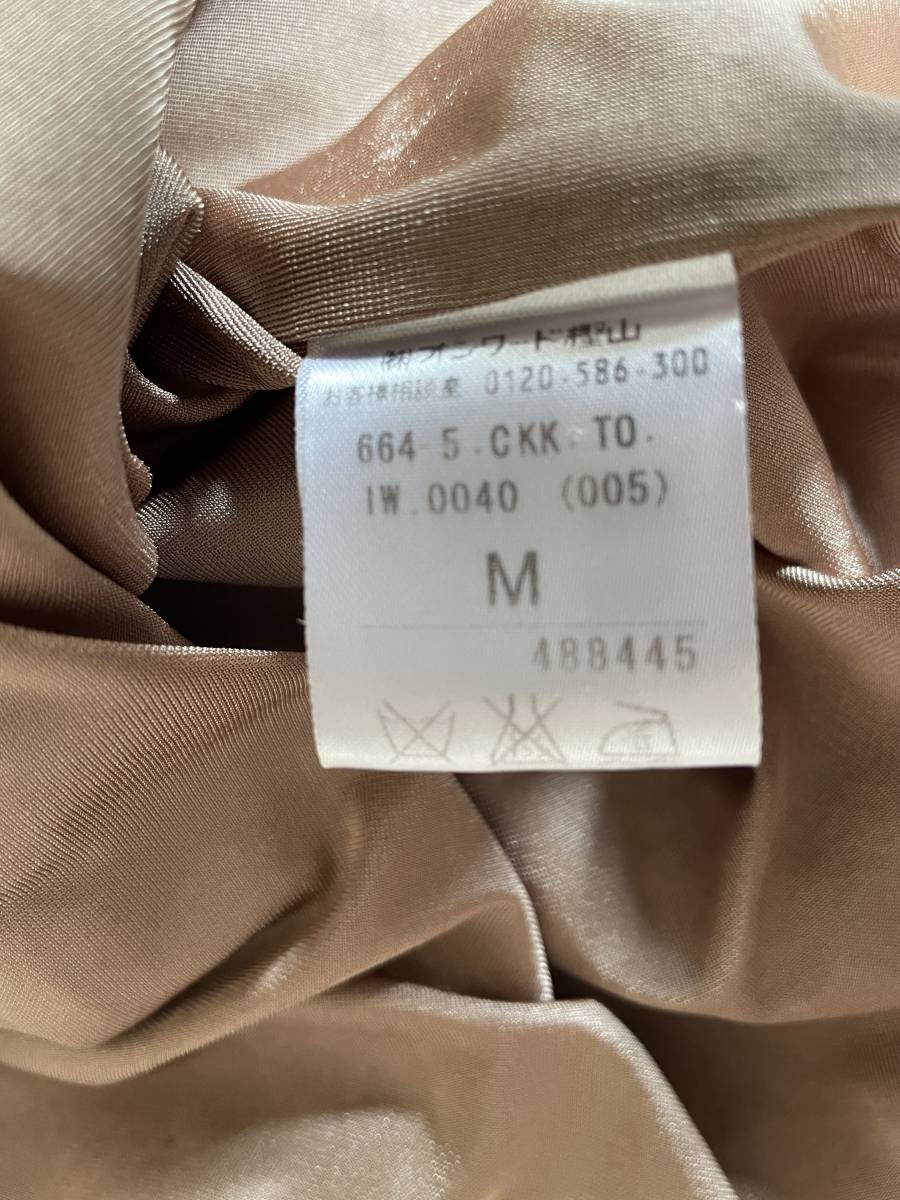 ㈱オンワード樫山
お客様相談室 0120-586-300
664-5.CKK.TO.
IW.0040 (005)
M
488445